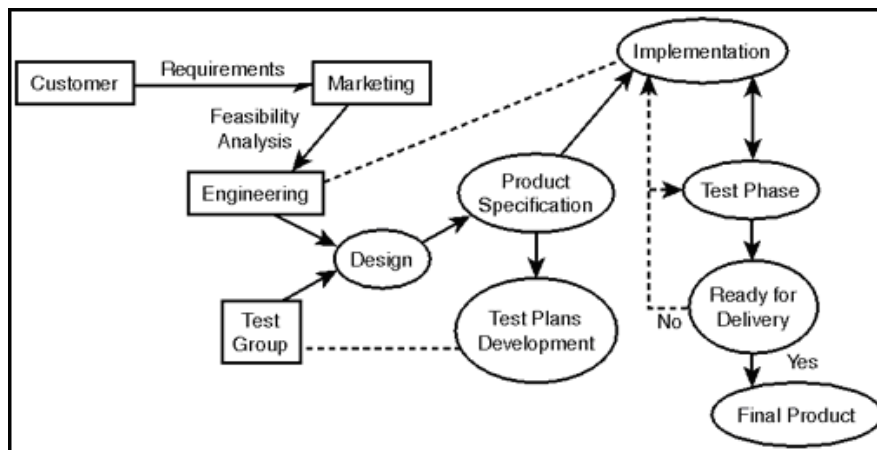 Implementation
Requirements
Customer
Marketing
Feasibility
Analysis
Engineering
Product
Specification
Test Phase
Design
Test
Group
Test Plans
Development
Ready for
Delivery
No
Yes
Final Product